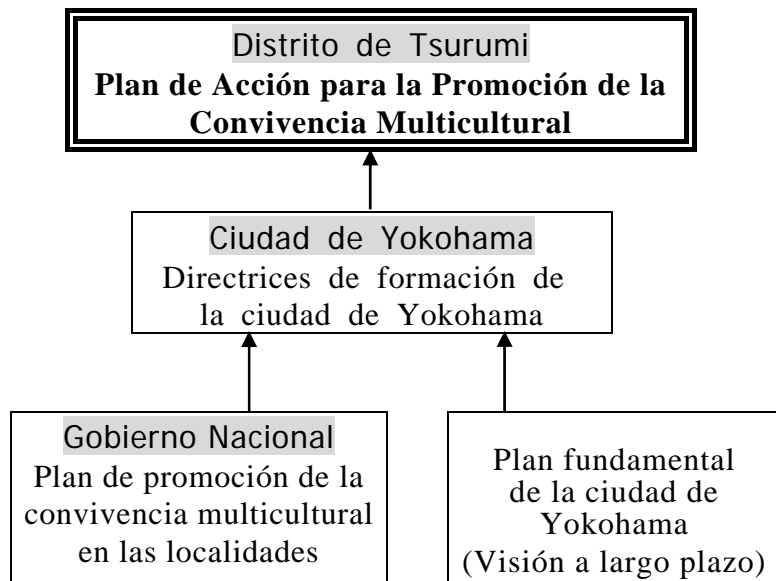 Distrito de Tsurumi
Plan de Acción para la Promoción de la
Convivencia Multicultural
Ciudad de Yokohama
Directrices de formación de
la ciudad de Yokohama
Gobierno Nacional
Plan de promoción de la
convivencia multicultural
en las localidades
Plan fundamental
de la ciudad de
Yokohama
(Visión a largo plazo)